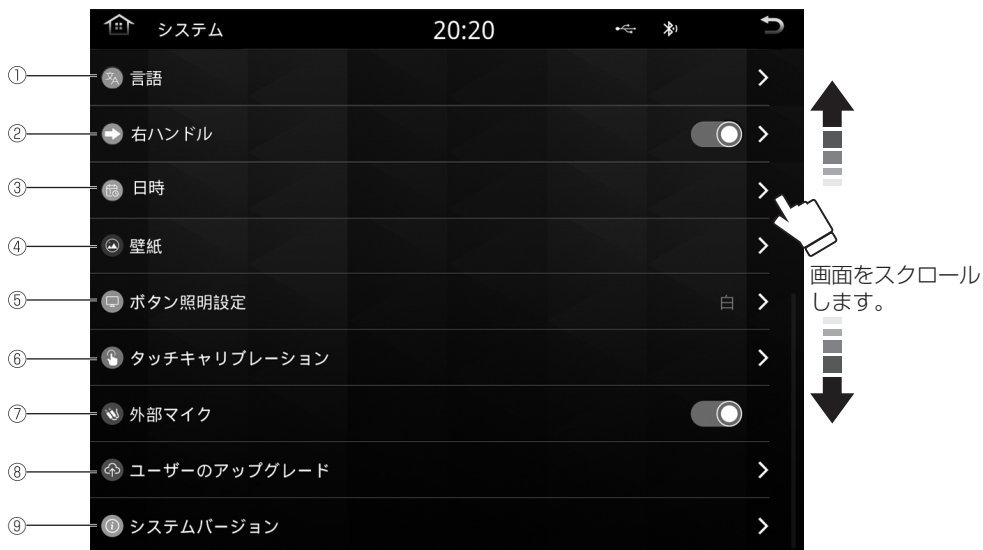 システム 20:20
① 言語
② 右ハンドル
③ 日時
④ 壁紙
⑤ ボタン照明設定 白
⑥ タッチキャリブレーション
⑦ 外部マイク
⑧ ユーザーのアップグレード
⑨ システムバージョン
画面をスクロール
します。